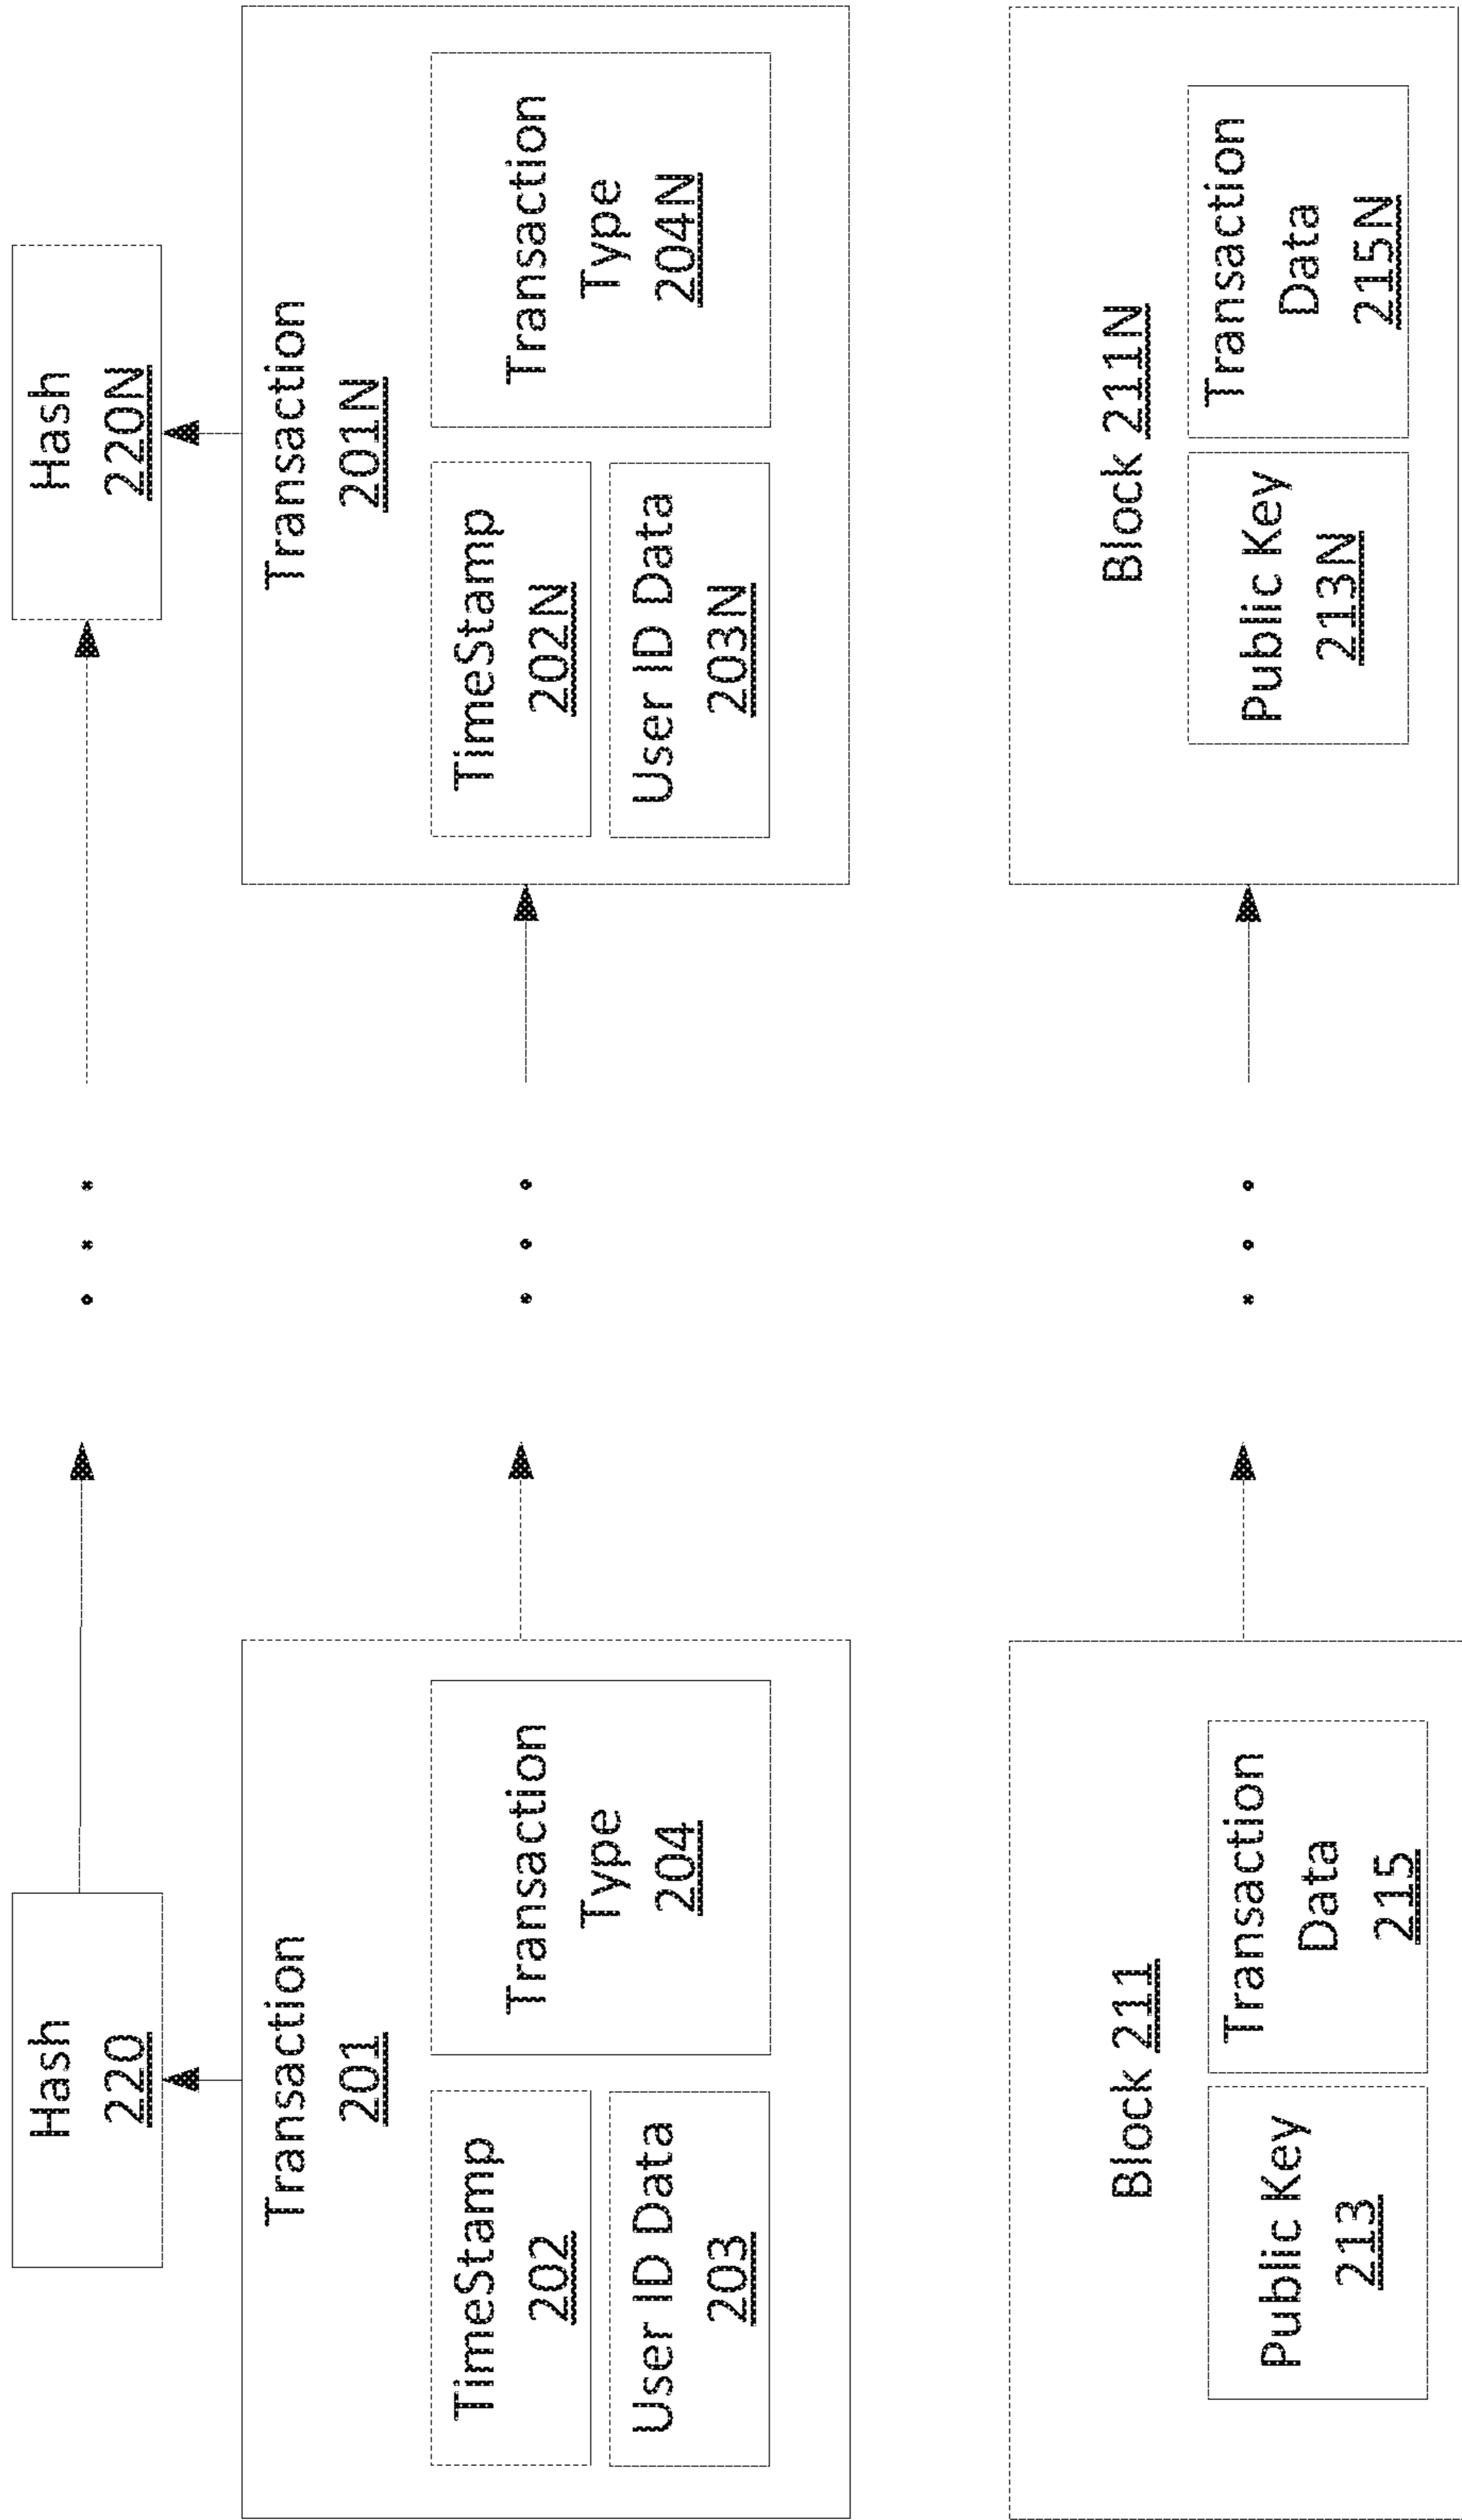 Hash
220
Transaction
201
TimeStamp
202
User ID Data
203
Transaction
Type
204
Hash
220N
Transaction
201N
TimeStamp
202N
User ID Data
203N
Transaction
Type
204N
Block 211
Public Key
213
Transaction
Data
215
Block 211N
Public Key
213N
Transaction
Data
215N